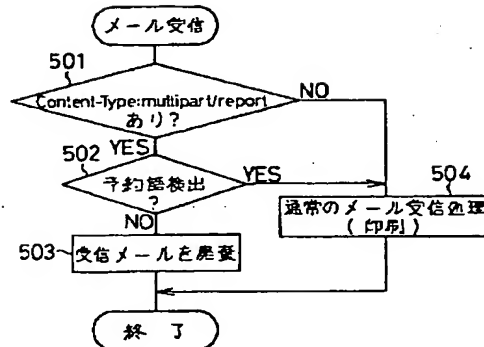 メール受信
501
Content-Type:multipart/report
あり?
NO
YES
502
予約語検出
?
YES
504
通常のメール受信処理
(印刷)
NO
503
受信メールを廃棄
終了